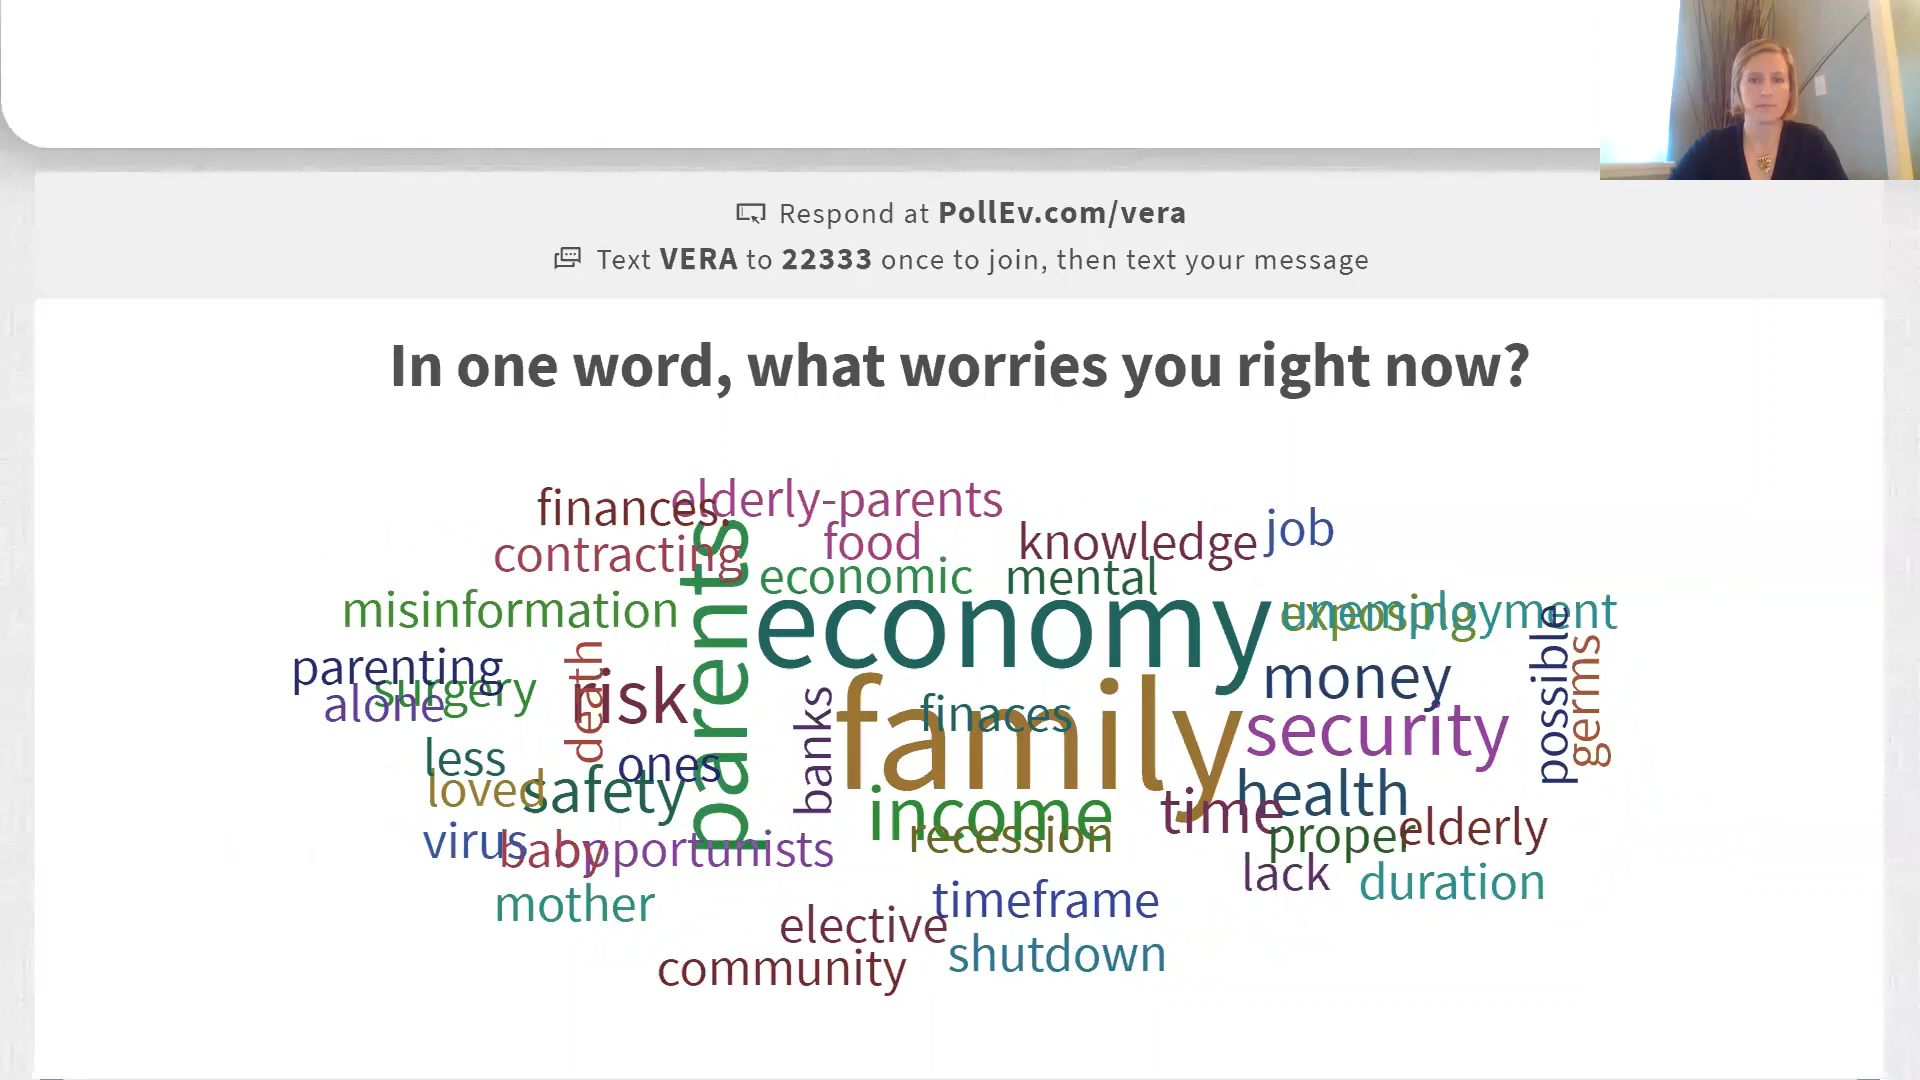 Respond at PollEv.com/vera
Text VERA to 22333 once to join, then text your message
In one word, what worries you right now?
elderly-parents
finances.
job
food
knowledge
contracting
economic
mental
misinformation
economy
exposing
unemployment
parents
possible
germs
parenting
surgery
alone
death
risk
money
banks
family
finaces
security
less
ones
loved
safety
health
income
time
recession
proper
elderly
virus
baby
opportunists
lack
duration
mother
timeframe
elective
shutdown
community